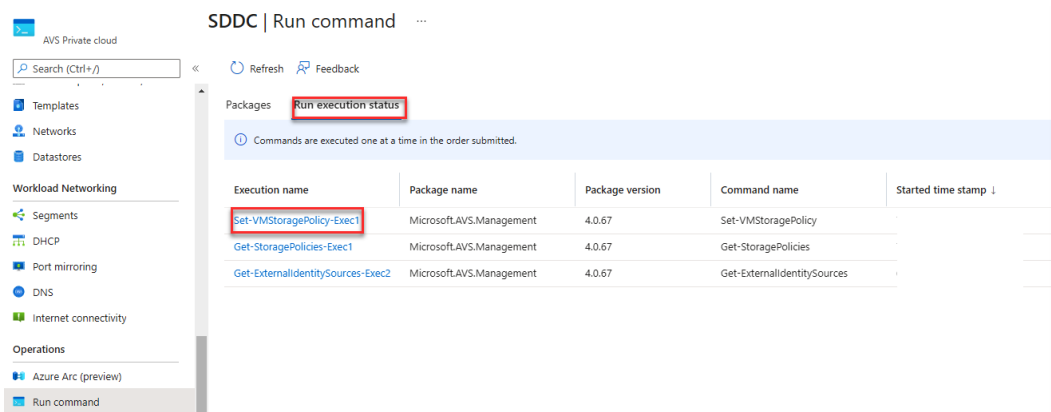 SDDC | Run command ...
AVS Private cloud
Search (Ctrl+/)
«
Refresh
Feedback
Templates
Networks
Datastores
Workload Networking
Segments
DHCP
Port mirroring
DNS
Internet connectivity
Operations
Azure Arc (preview)
Run command
Packages
Run execution status
Commands are executed one at a time in the order submitted.
Execution name Package name Package version Command name Started time stamp ↓
Set-VMStoragePolicy-Exec1 Microsoft.AVS.Management 4.0.67 Set-VMStoragePolicy
Get-StoragePolicies-Exec1 Microsoft.AVS.Management 4.0.67 Get-StoragePolicies
Get-ExternalIdentitySources-Exec2 Microsoft.AVS.Management 4.0.67 Get-ExternalIdentitySources